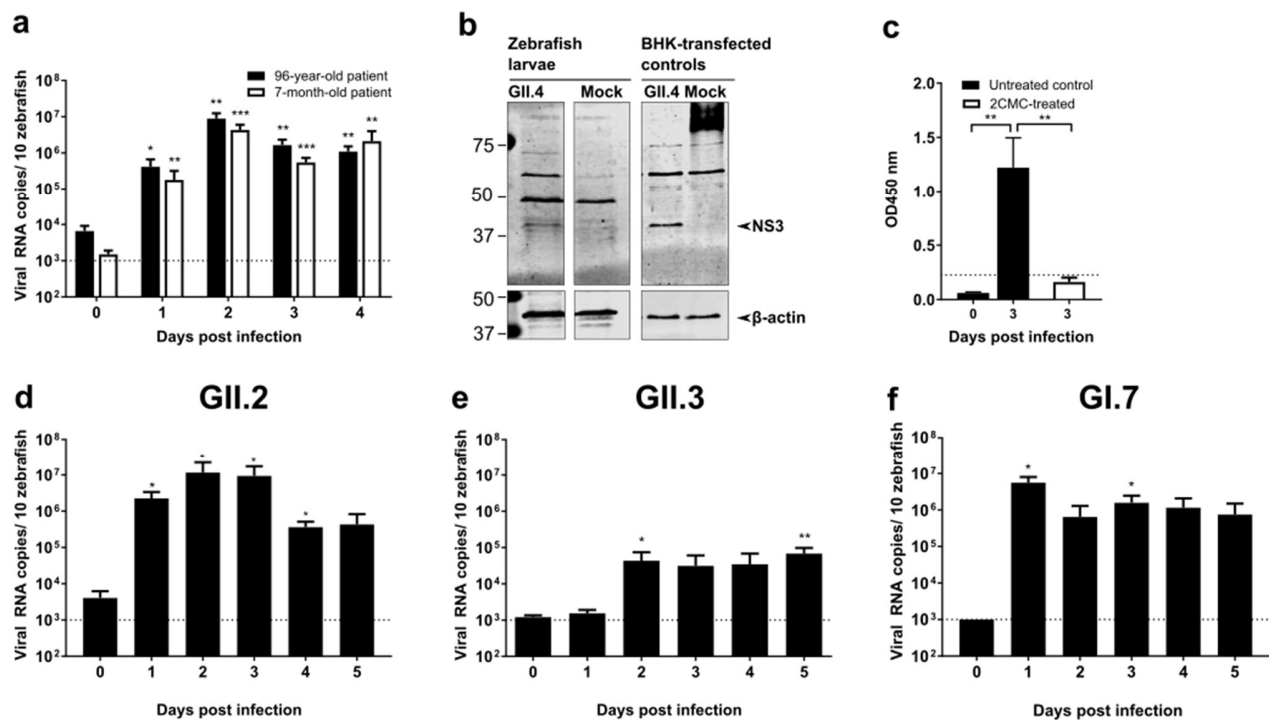 a
96-year-old patient
7-month-old patient
Viral RNA copies/ 10 zebrafish
10⁸
10⁷
10⁶
10⁵
10⁴
10³
10²
* ** ** *** ** *** ** **
0 1 2 3 4
Days post infection
b
Zebrafish larvae
BHK-transfected controls
GII.4 Mock GII.4 Mock
75
50
37
NS3
50
37
β-actin
c
Untreated control
2CMC-treated
OD450 nm
2.0
1.5
1.0
0.5
0.0
** **
0 3 3
Days post infection
d
GII.2
Viral RNA copies/ 10 zebrafish
10⁸
10⁷
10⁶
10⁵
10⁴
10³
10²
* - * *
0 1 2 3 4 5
Days post infection
e
GII.3
Viral RNA copies/ 10 zebrafish
10⁸
10⁷
10⁶
10⁵
10⁴
10³
10²
* **
0 1 2 3 4 5
Days post infection
f
GI.7
Viral RNA copies/ 10 zebrafish
10⁸
10⁷
10⁶
10⁵
10⁴
10³
10²
* *
0 1 2 3 4 5
Days post infection